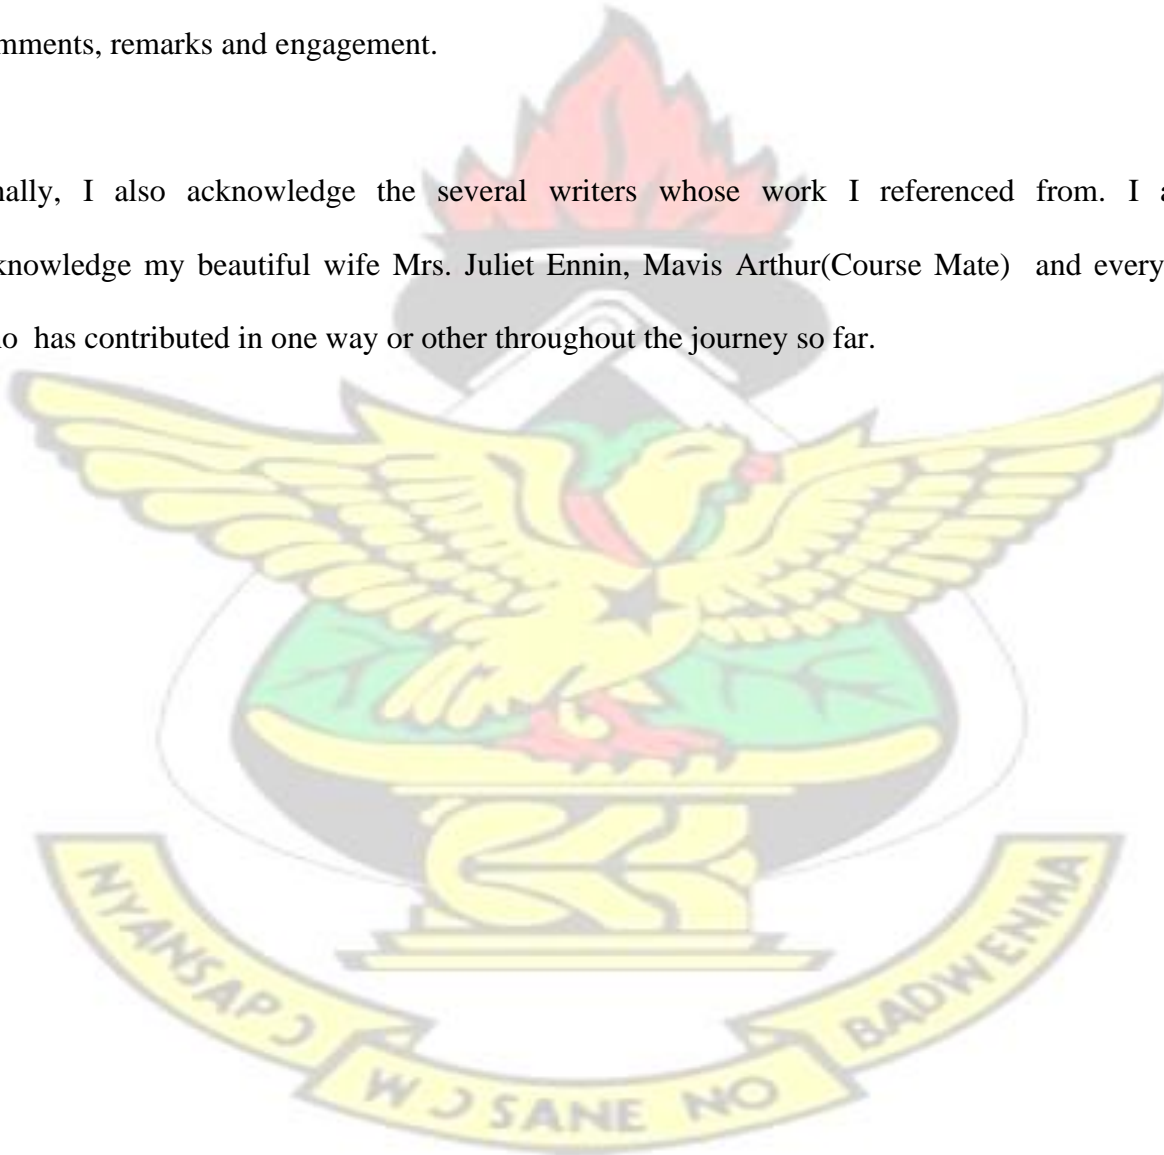 mments, remarks and engagement.
nally, I also acknowledge the several writers whose work I referenced from. I a
knowledge my beautiful wife Mrs. Juliet Ennin, Mavis Arthur(Course Mate) and every
o has contributed in one way or other throughout the journey so far.
NYANSAPƆ
WƆSANE NO
BADWENMA